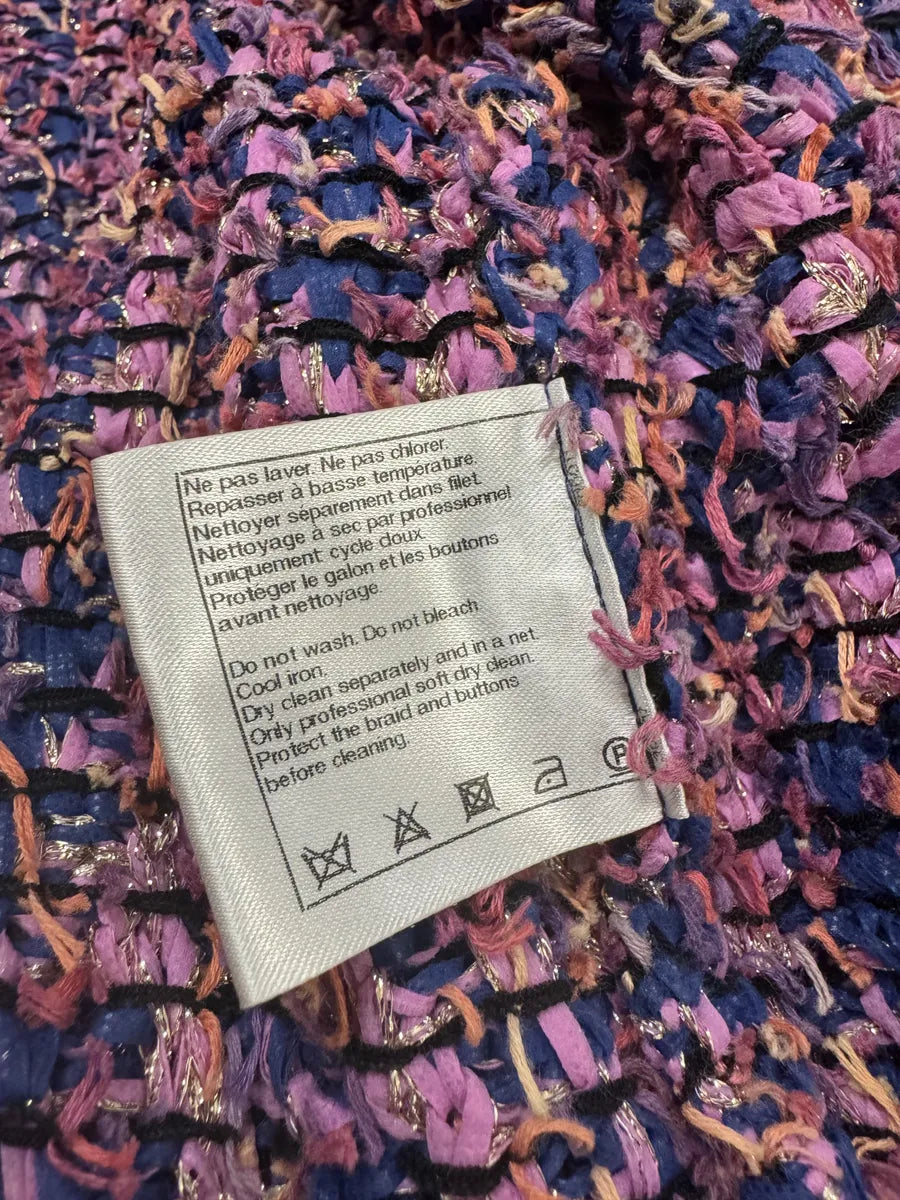 Ne pas laver. Ne pas chlorer.
Repasser à basse température.
Nettoyer séparement dans filet.
Nettoyage à sec par professionnel
uniquement cycle doux.
Protéger le galon et les boutons
avant nettoyage.
Do not wash. Do not bleach
Cool iron.
Dry clean separately and in a net.
Only professional soft dry clean.
Protect the braid and buttons
before cleaning.
P